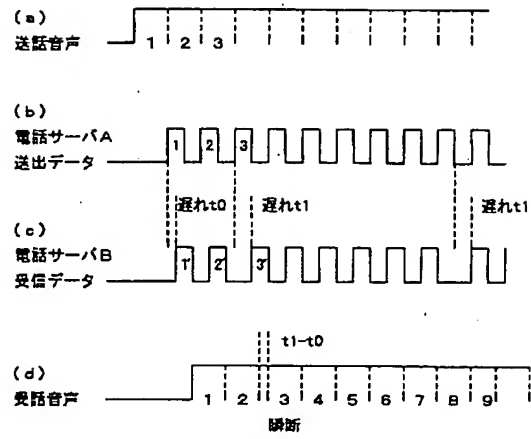 (a)
送話音声 1 2 3
(b)
電話サーバA
送出データ
1 2 3
遅れt0 遅れt1 遅れt1
(c)
電話サーバB
受信データ
1' 2' 3'
t1-t0
(d)
受話音声
1 2 3 4 5 6 7 8 9
瞬断